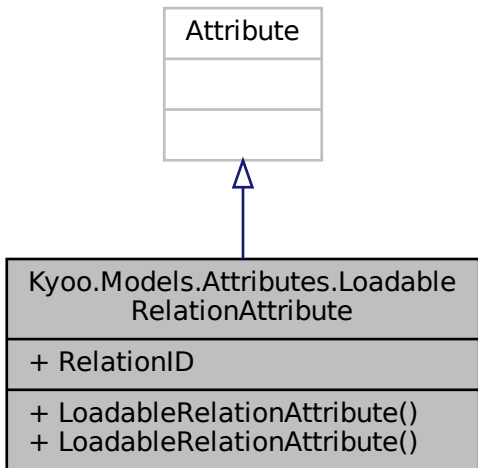 Attribute
Kyoo.Models.Attributes.Loadable
RelationAttribute
+ RelationID
+ LoadableRelationAttribute()
+ LoadableRelationAttribute()